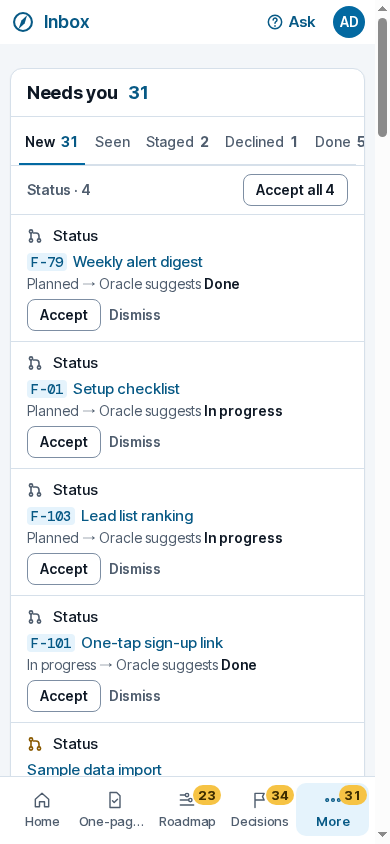 Inbox
Ask
AD
Needs you 31
New 31 Seen Staged 2 Declined 1 Done 5
Status · 4
Accept all 4
Status
F-79 Weekly alert digest
Planned → Oracle suggests Done
Accept Dismiss
Status
F-01 Setup checklist
Planned → Oracle suggests In progress
Accept Dismiss
Status
F-103 Lead list ranking
Planned → Oracle suggests In progress
Accept Dismiss
Status
F-101 One-tap sign-up link
In progress → Oracle suggests Done
Accept Dismiss
Status
Sample data import
23 34 31
Home One-pag... Roadmap Decisions More